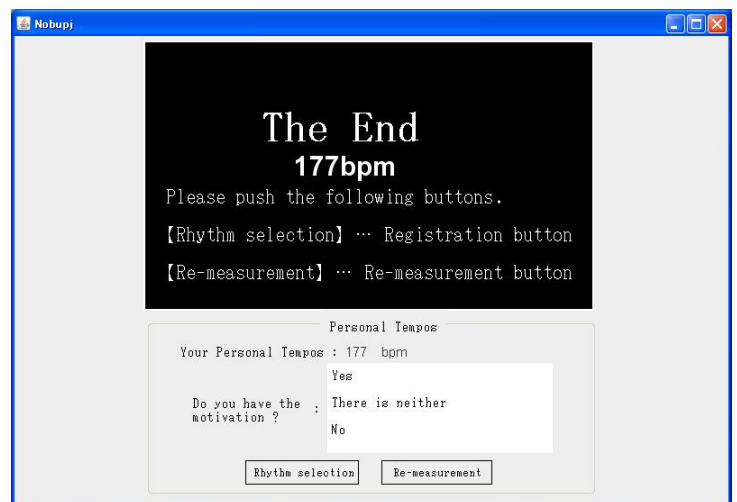 Nobupj
The End
177bpm
Please push the following buttons.
【Rhythm selection】 … Registration button
【Re-measurement】 … Re-measurement button
Personal Tempos
Your Personal Tempos : 177 bpm
Do you have the motivation ? :
Yes
There is neither
No
Rhythm selection
Re-measurement